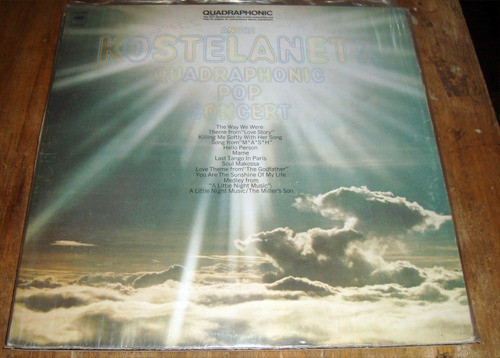 QUADRAPHONIC
KOSTELANETZ
QUADRAPHONIC
POP
CONCERT
The Way We Were
Theme from "Love Story"
Killing Me Softly With Her Song
Song from "M*A*S*H"
Hello Person
Mame
Last Tango In Paris
Soul Makossa
Love Theme from "The Godfather"
You Are The Sunshine Of My Life
Medley from
"A Little Night Music":
A Little Night Music/The Miller's Son